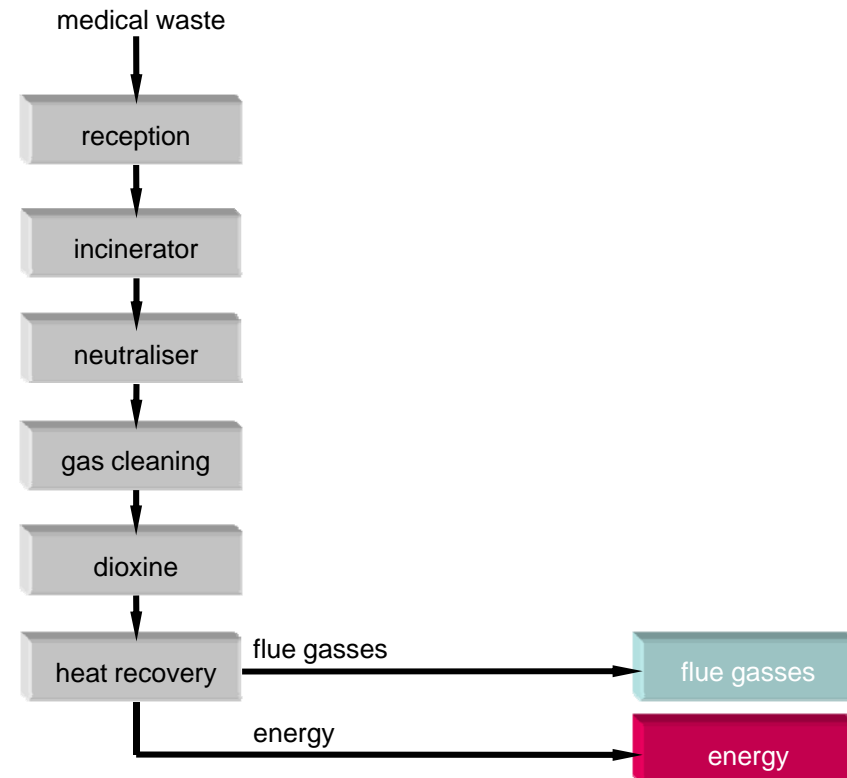 medical waste
reception
incinerator
neutraliser
gas cleaning
dioxine
heat recovery
flue gasses
flue gasses
energy
energy